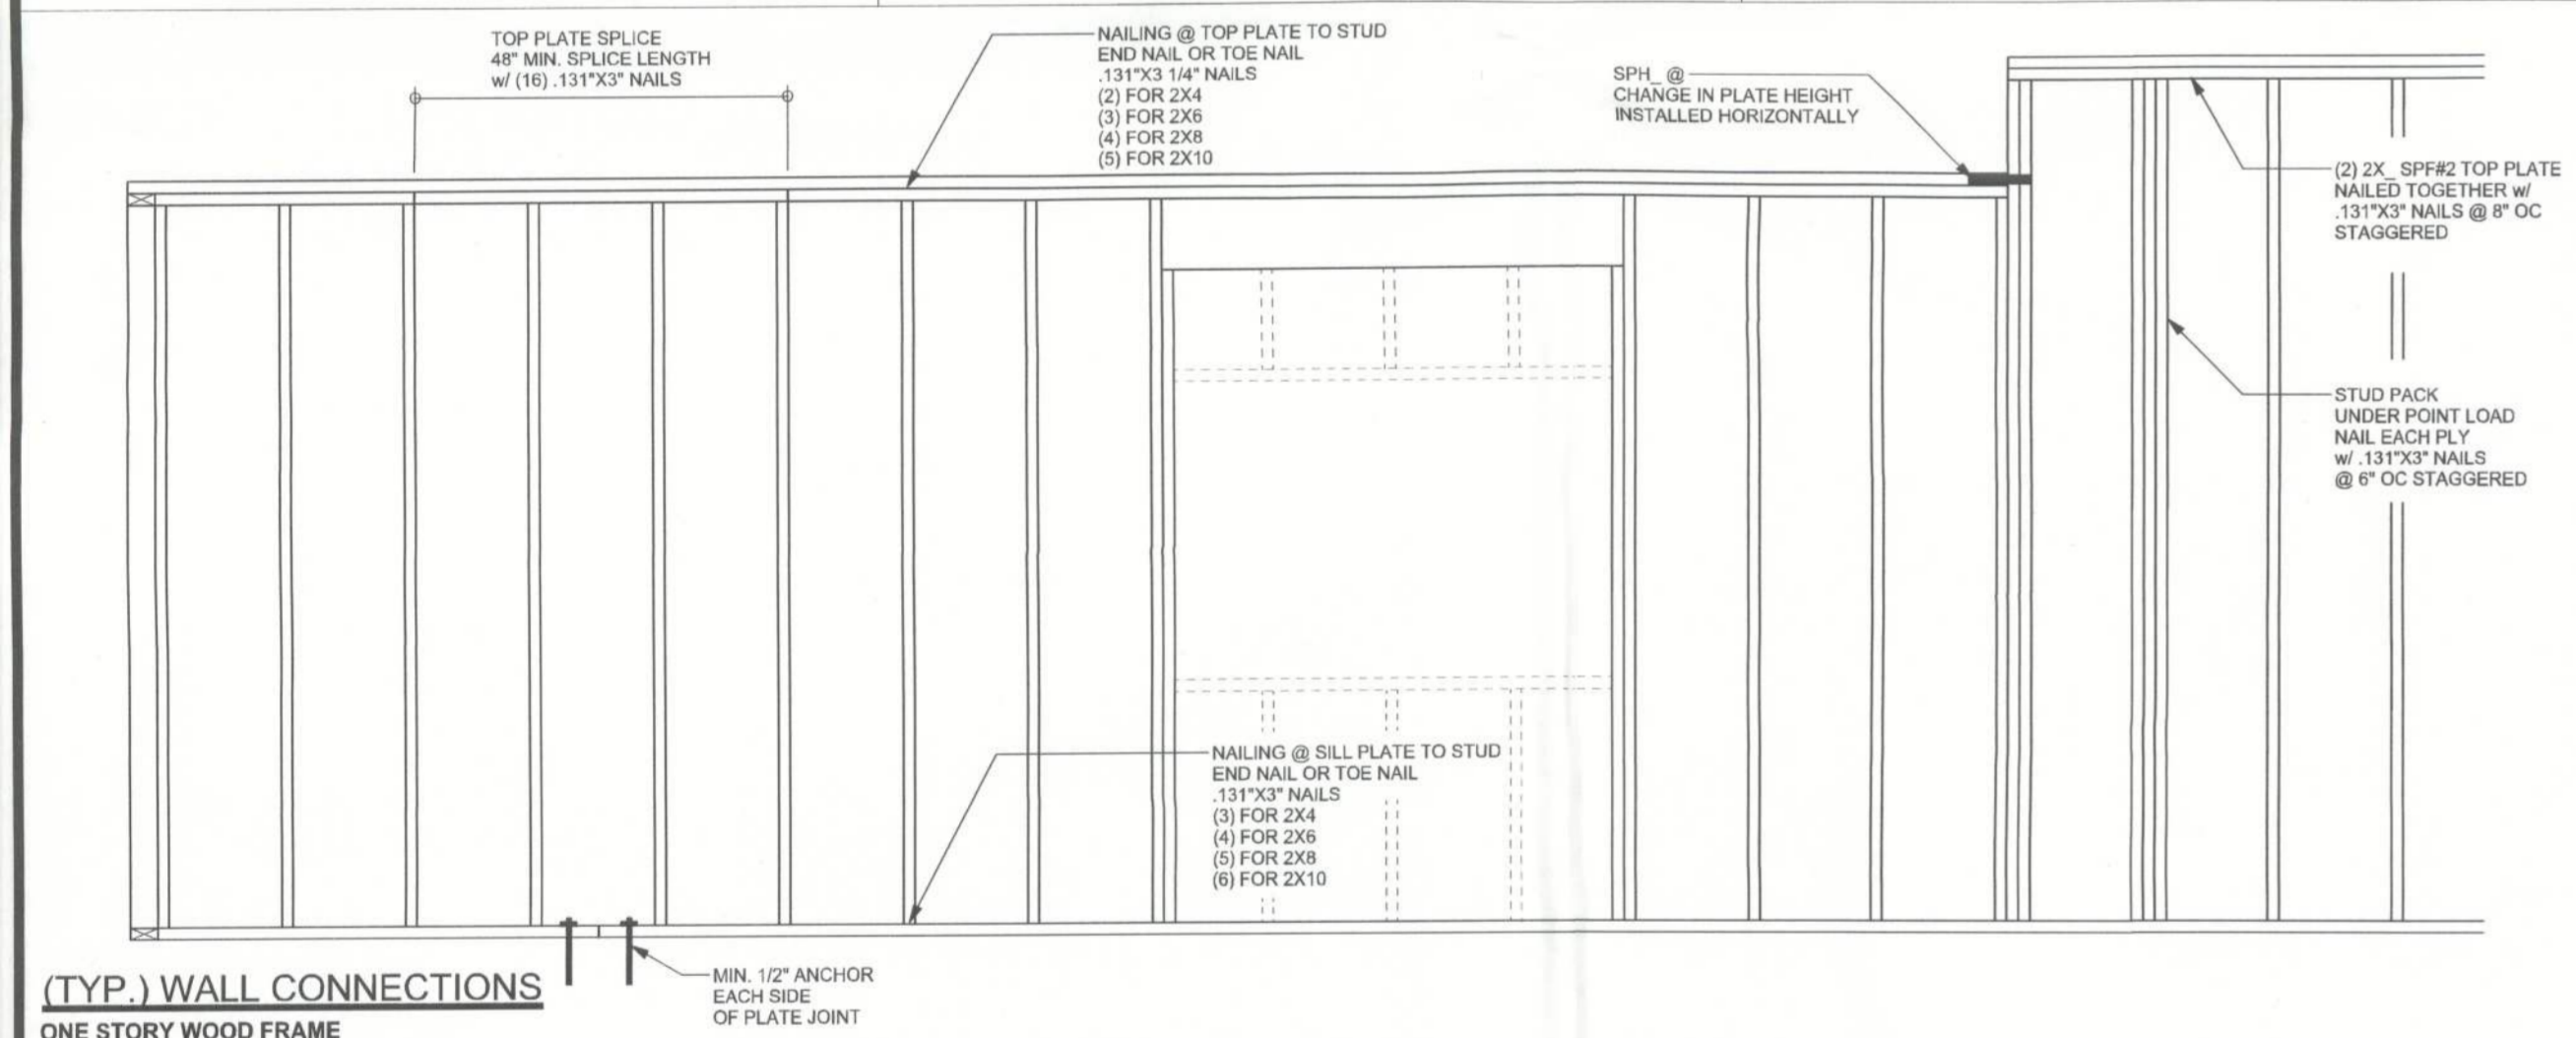 TOP PLATE SPLICE
48" MIN. SPLICE LENGTH
w/ (16) .131"X3" NAILS
NAILING @ TOP PLATE TO STUD
END NAIL OR TOE NAIL
.131"X3 1/4" NAILS
(2) FOR 2X4
(3) FOR 2X6
(4) FOR 2X8
(5) FOR 2X10
SPH_ @
CHANGE IN PLATE HEIGHT
INSTALLED HORIZONTALLY
(2) 2X_ SPF#2 TOP PLATE
NAILED TOGETHER w/
.131"X3" NAILS @ 8" OC
STAGGERED
STUD PACK
UNDER POINT LOAD
NAIL EACH PLY
w/ .131"X3" NAILS
@ 6" OC STAGGERED
NAILING @ SILL PLATE TO STUD
END NAIL OR TOE NAIL
.131"X3" NAILS
(3) FOR 2X4
(4) FOR 2X6
(5) FOR 2X8
(6) FOR 2X10
MIN. 1/2" ANCHOR
EACH SIDE
OF PLATE JOINT
(TYP.) WALL CONNECTIONS
ONE STORY WOOD FRAME